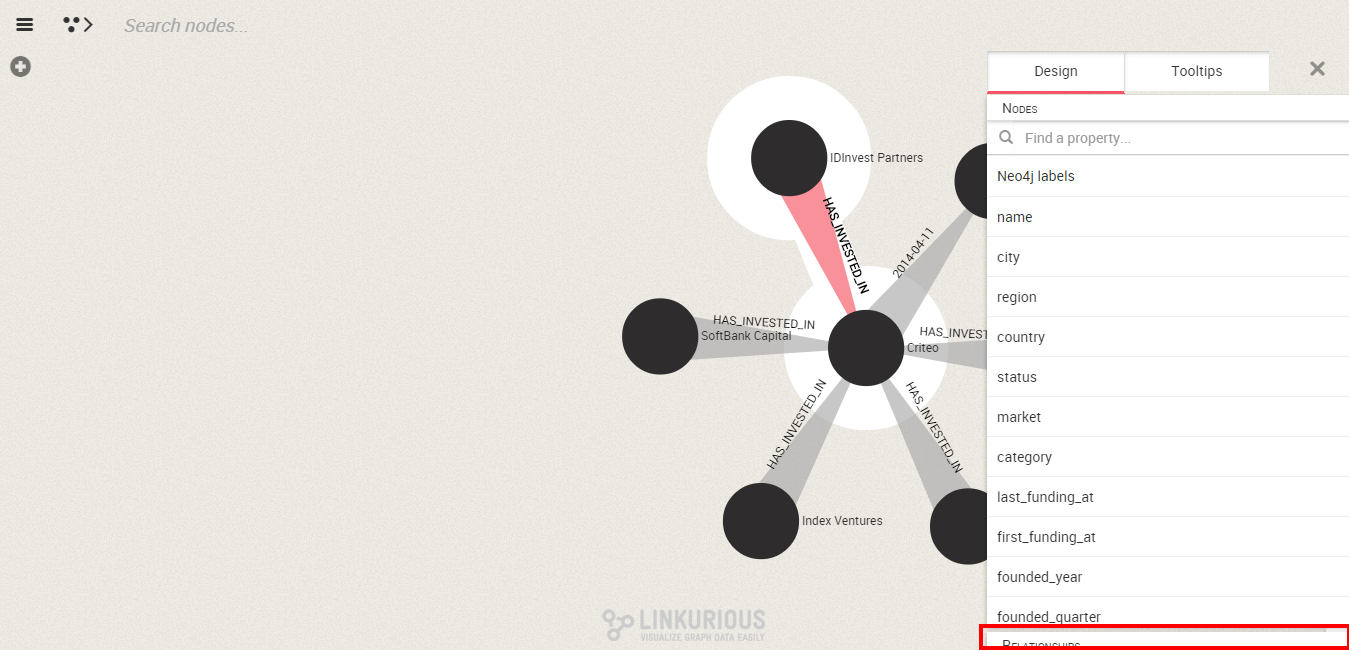 Search nodes...
Design
Tooltips
Nodes
Find a property...
Neo4j labels
name
city
region
country
status
market
category
last_funding_at
first_funding_at
founded_year
founded_quarter
Relationships
IDInvest Partners
HAS_INVESTED_IN
2014-04-11
HAS_INVESTED_IN
SoftBank Capital
HAS_INVEST
Criteo
HAS_INVESTED_IN
HAS_INVESTED_IN
Index Ventures
LINKURIOUS
VISUALIZE GRAPH DATA EASILY